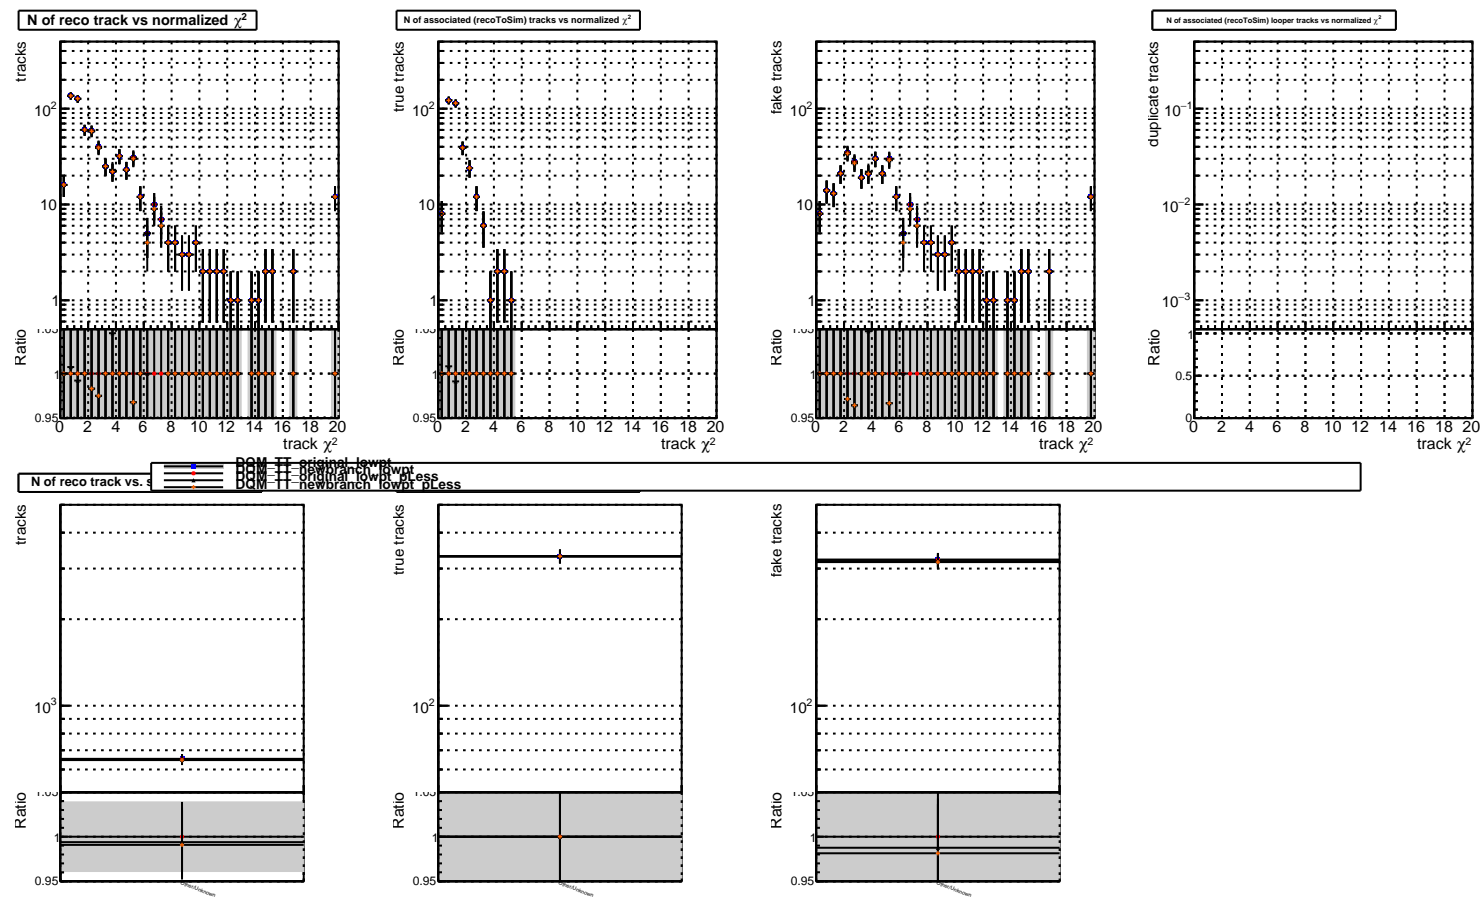 N of reco track vs normalized χ²
N of associated (recoToSim) tracks vs normalized χ²
N of associated (recoToSim) looper tracks vs normalized χ²
tracks
10²
10
1
Ratio
1
0.95
0 2 4 6 8 10 12 14 16 18 20
track χ²
true tracks
10²
10
1
Ratio
1
0.95
0 2 4 6 8 10 12 14 16 18 20
track χ²
fake tracks
10²
10
1
Ratio
1
0.95
0 2 4 6 8 10 12 14 16 18 20
track χ²
duplicate tracks
10⁻¹
10⁻²
10⁻³
Ratio
1
0.5
0
0 2 4 6 8 10 12 14 16 18 20
track χ²
N of reco track vs.
DQM_TT_original_lowpt
DQM_TT_newbranch_lowpt
DQM_TT_original_lowpt_pLess
DQM_TT_newbranch_lowpt_pLess
tracks
10³
Ratio
1
0.95
true tracks
10²
Ratio
1
0.95
fake tracks
10²
Ratio
1
0.95